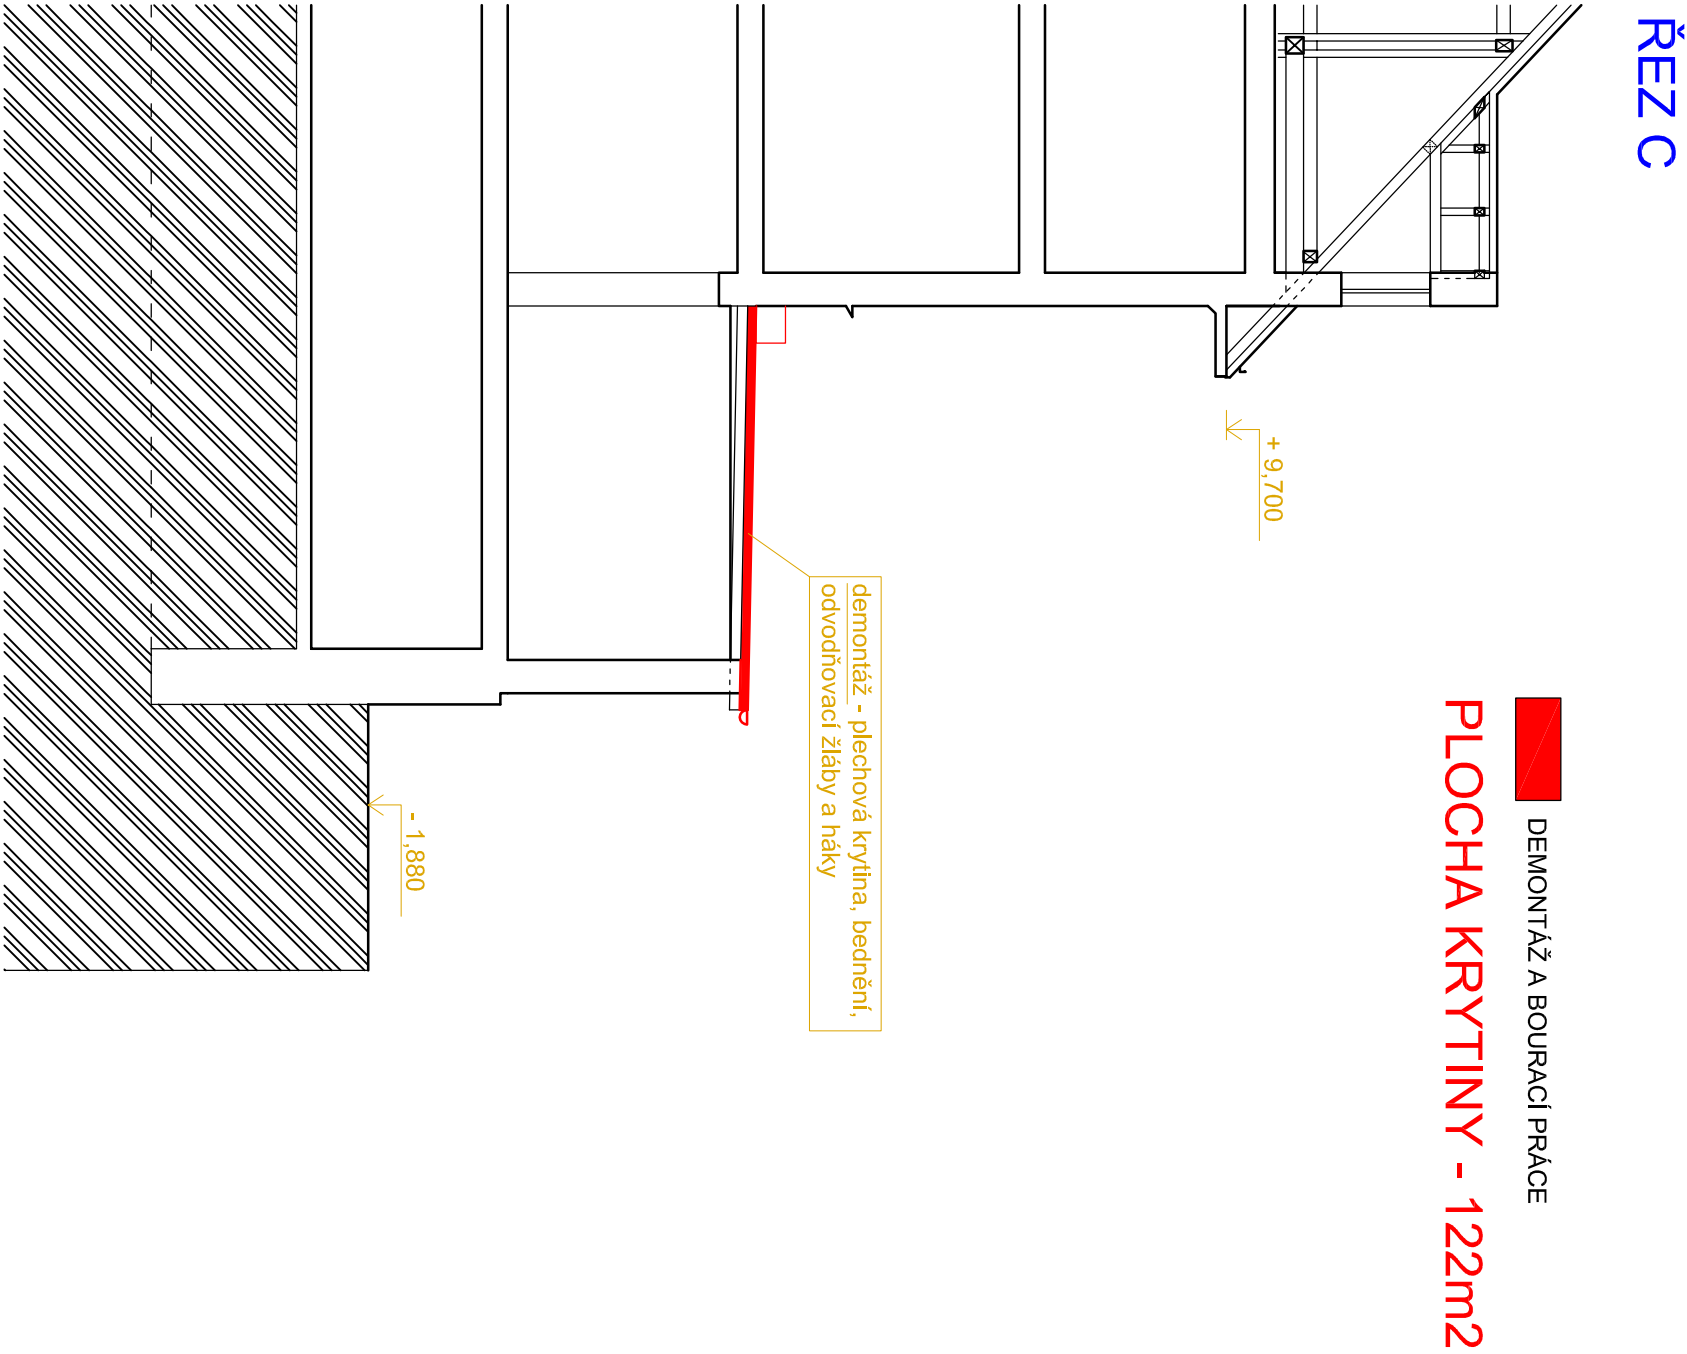 ŘEZ C
DEMONTÁŽ A BOURACÍ PRÁCE
PLOCHA KRYTINY - 122m2
+ 9,700
demontáž - plechová krytina, bednění,
odvodňovací žláby a háky
- 1,880